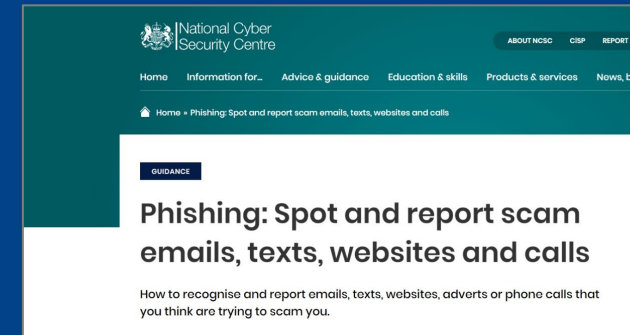 National Cyber
Security Centre
ABOUT NCSC CISP REPORT
Home Information for... Advice & guidance Education & skills Products & services News,
Home » Phishing: Spot and report scam emails, texts, websites and calls
GUIDANCE
Phishing: Spot and report scam
emails, texts, websites and calls
How to recognise and report emails, texts, websites, adverts or phone calls that
you think are trying to scam you.